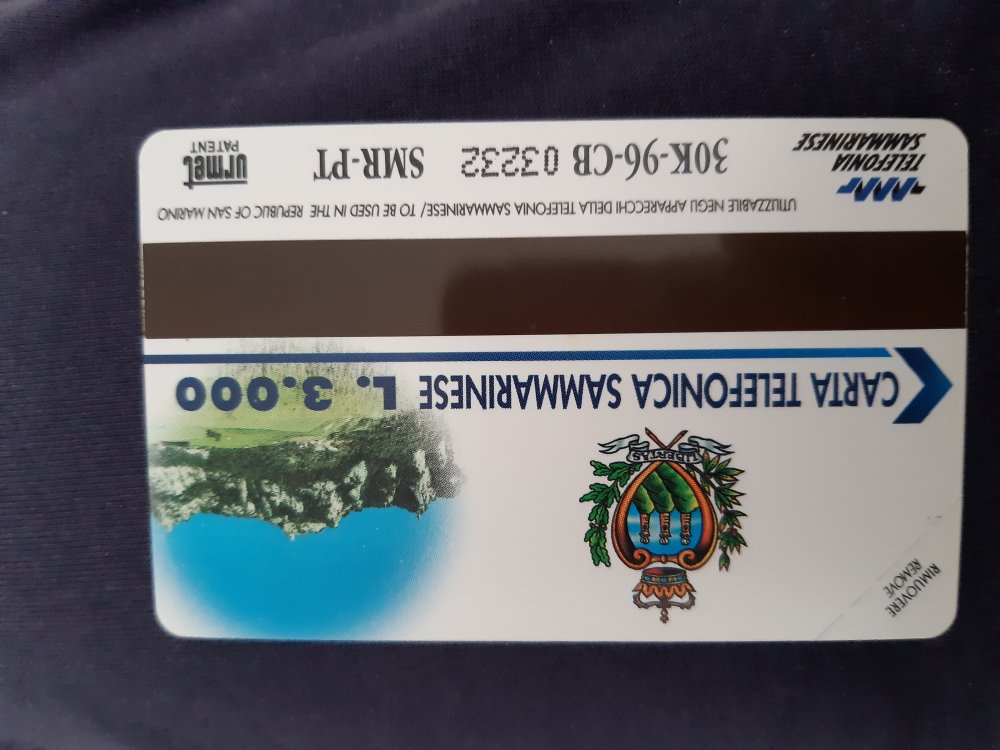 RIMUOVERE
REMOVE
LIBERTAS
CARTA TELEFONICA SAMMARINESE L. 3.000
UTILIZZABILE NEGLI APPARECCHI DELLA TELEFONIA SAMMARINESE/ TO BE USED IN THE REPUBLIC OF SAN MARINO
TELEFONIA
SAMMARINESE
30K-96-CB 03232 SMR-PT
urmet
PATENT